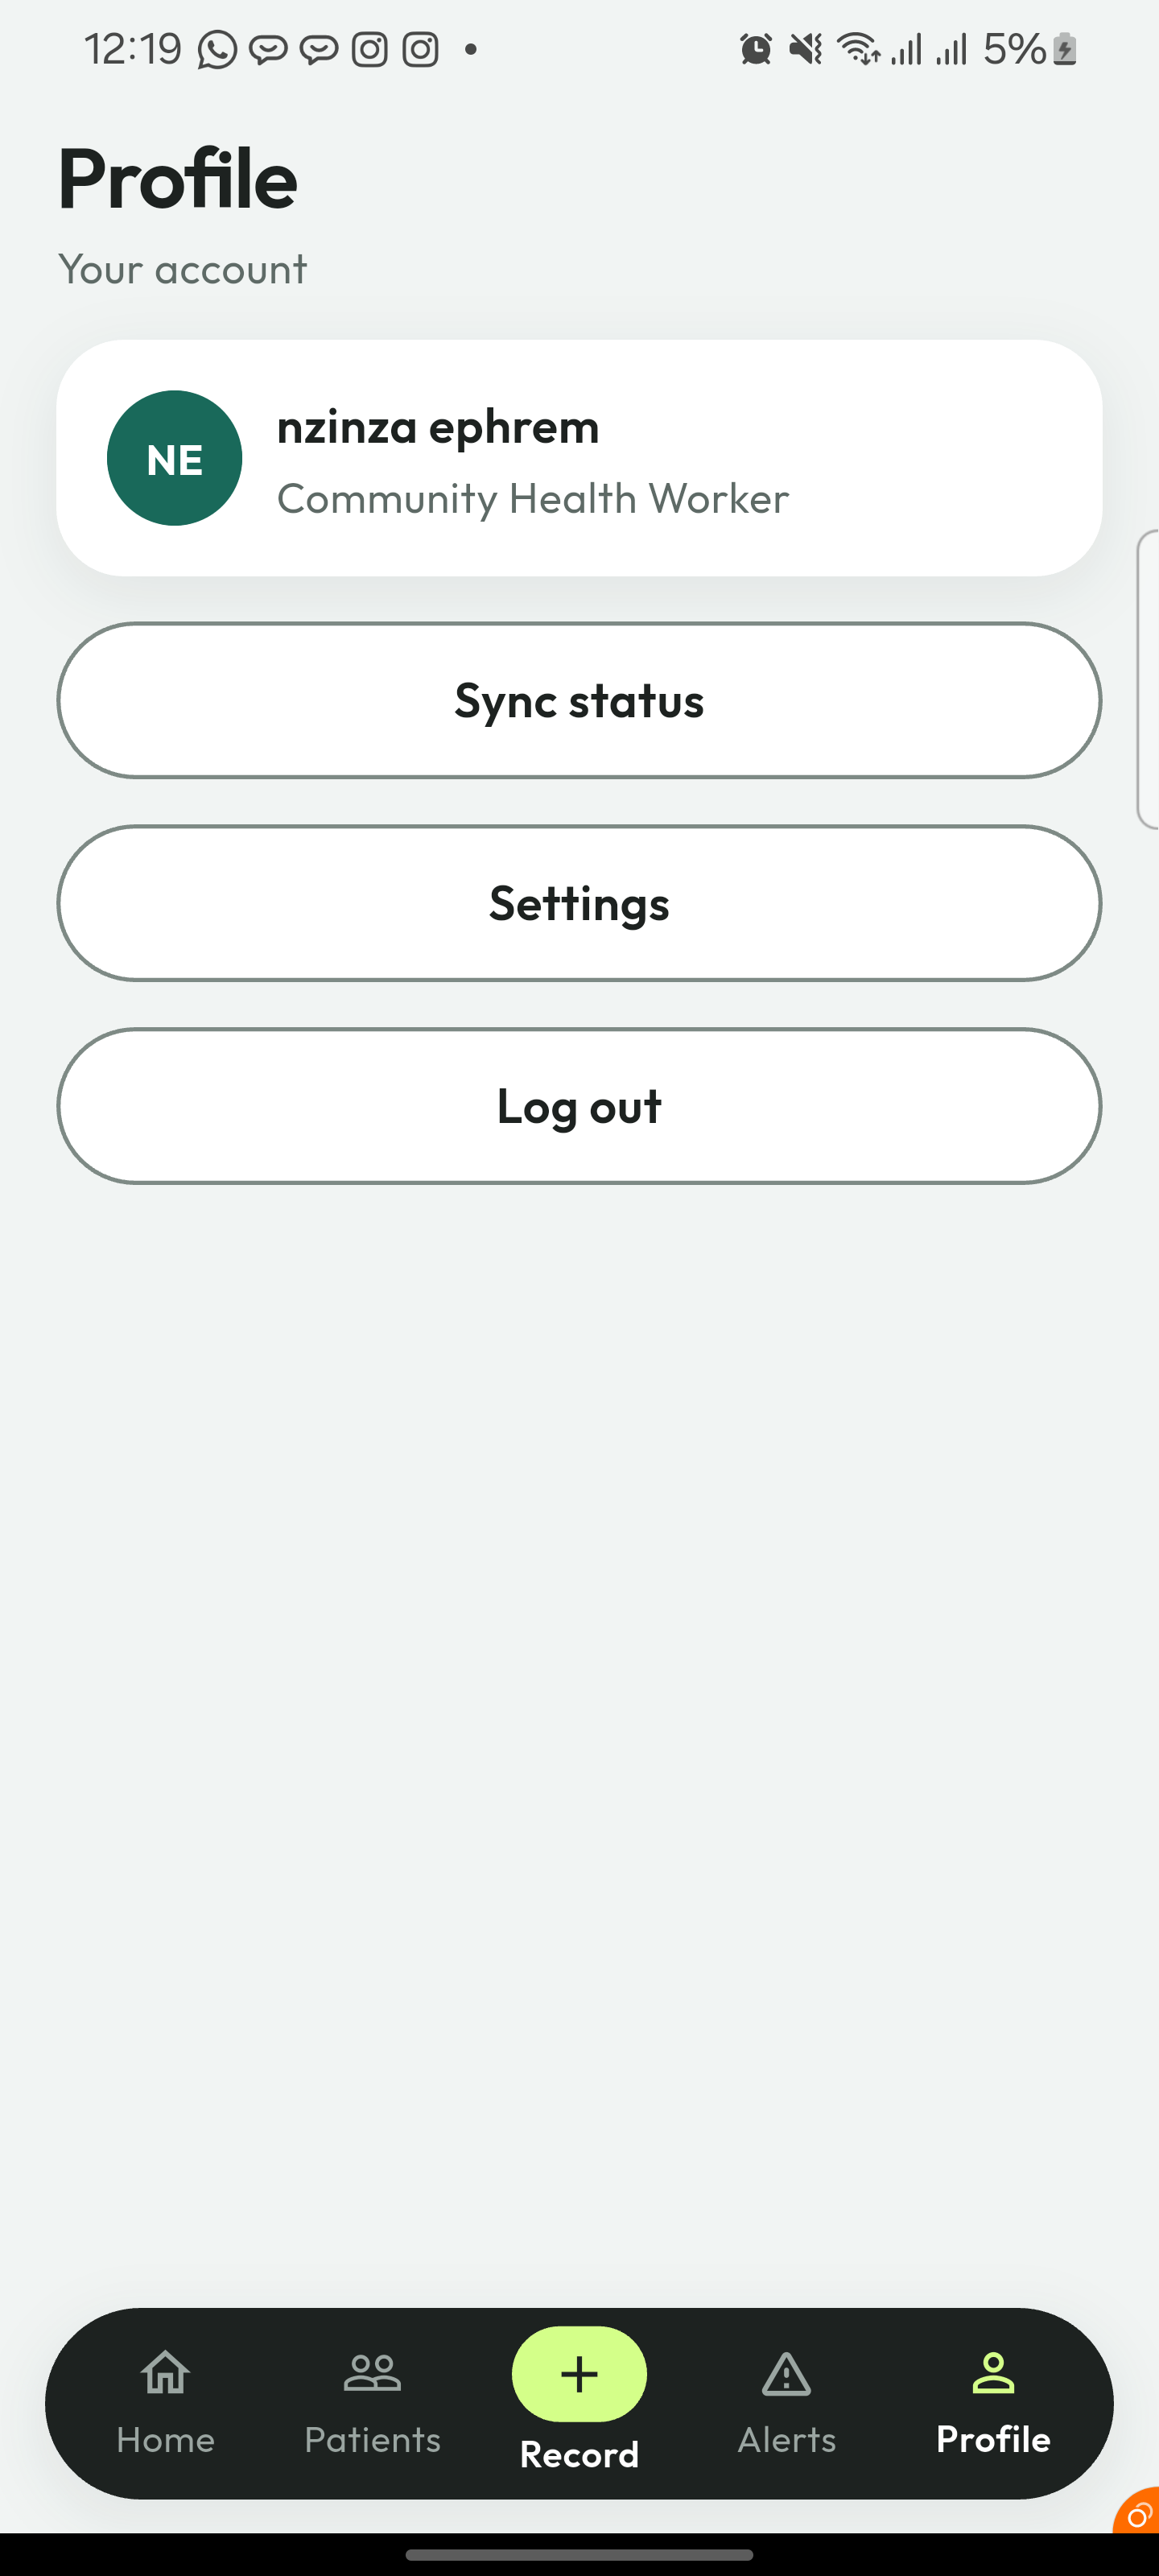 12:19
5%
Profile
Your account
NE
nzinza ephrem
Community Health Worker
Sync status
Settings
Log out
Home
Patients
Record
Alerts
Profile